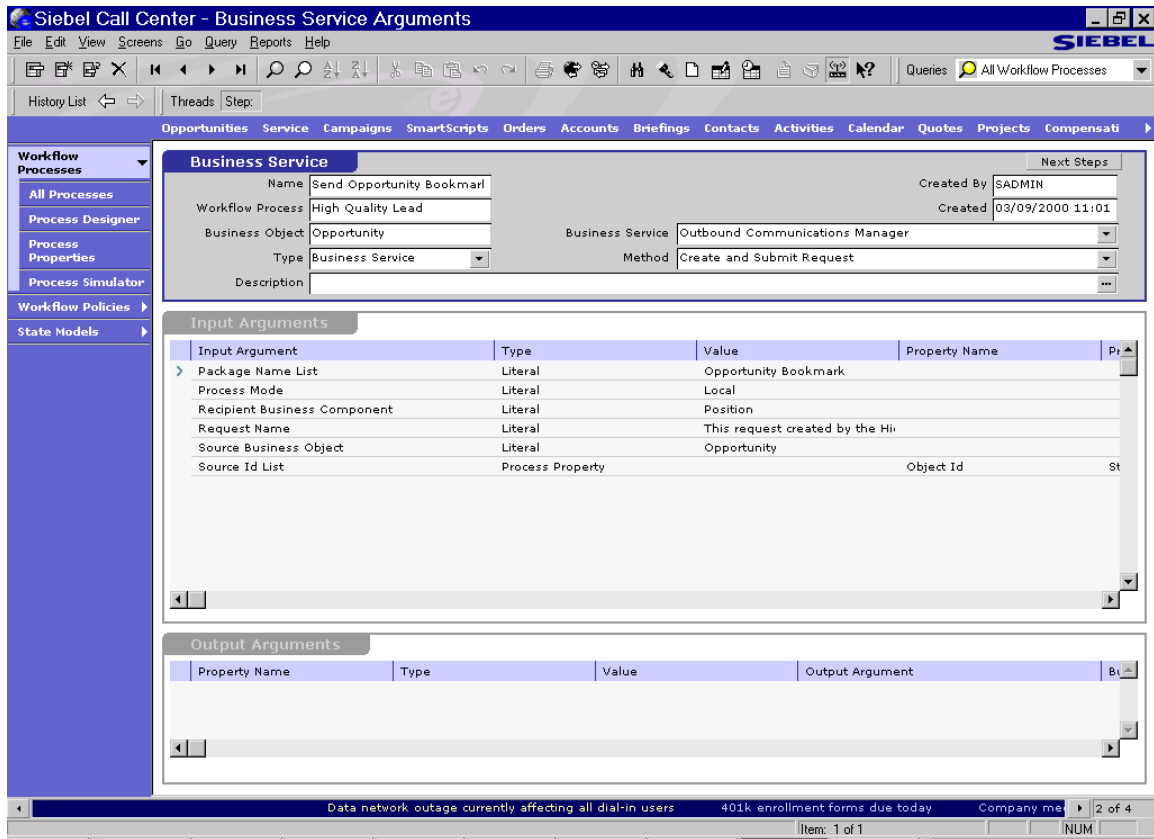 Siebel Call Center - Business Service Arguments
File Edit View Screens Go Query Reports Help
SIEBEL
Queries All Workflow Processes
History List Threads Step:
Opportunities Service Campaigns SmartScripts Orders Accounts Briefings Contacts Activities Calendar Quotes Projects Compensati
Workflow Processes
All Processes
Process Designer
Process Properties
Process Simulator
Workflow Policies
State Models
Business Service
Next Steps
Name Send Opportunity Bookmarl
Created By SADMIN
Workflow Process High Quality Lead
Created 03/09/2000 11:01
Business Object Opportunity
Business Service Outbound Communications Manager
Type Business Service
Method Create and Submit Request
Description
Input Arguments
Input Argument Type Value Property Name Pr
Package Name List Literal Opportunity Bookmark
Process Mode Literal Local
Recipient Business Component Literal Position
Request Name Literal This request created by the Hi
Source Business Object Literal Opportunity
Source Id List Process Property Object Id St
Output Arguments
Property Name Type Value Output Argument Bu
Data network outage currently affecting all dial-in users 401k enrollment forms due today Company me 2 of 4
Item: 1 of 1 NUM